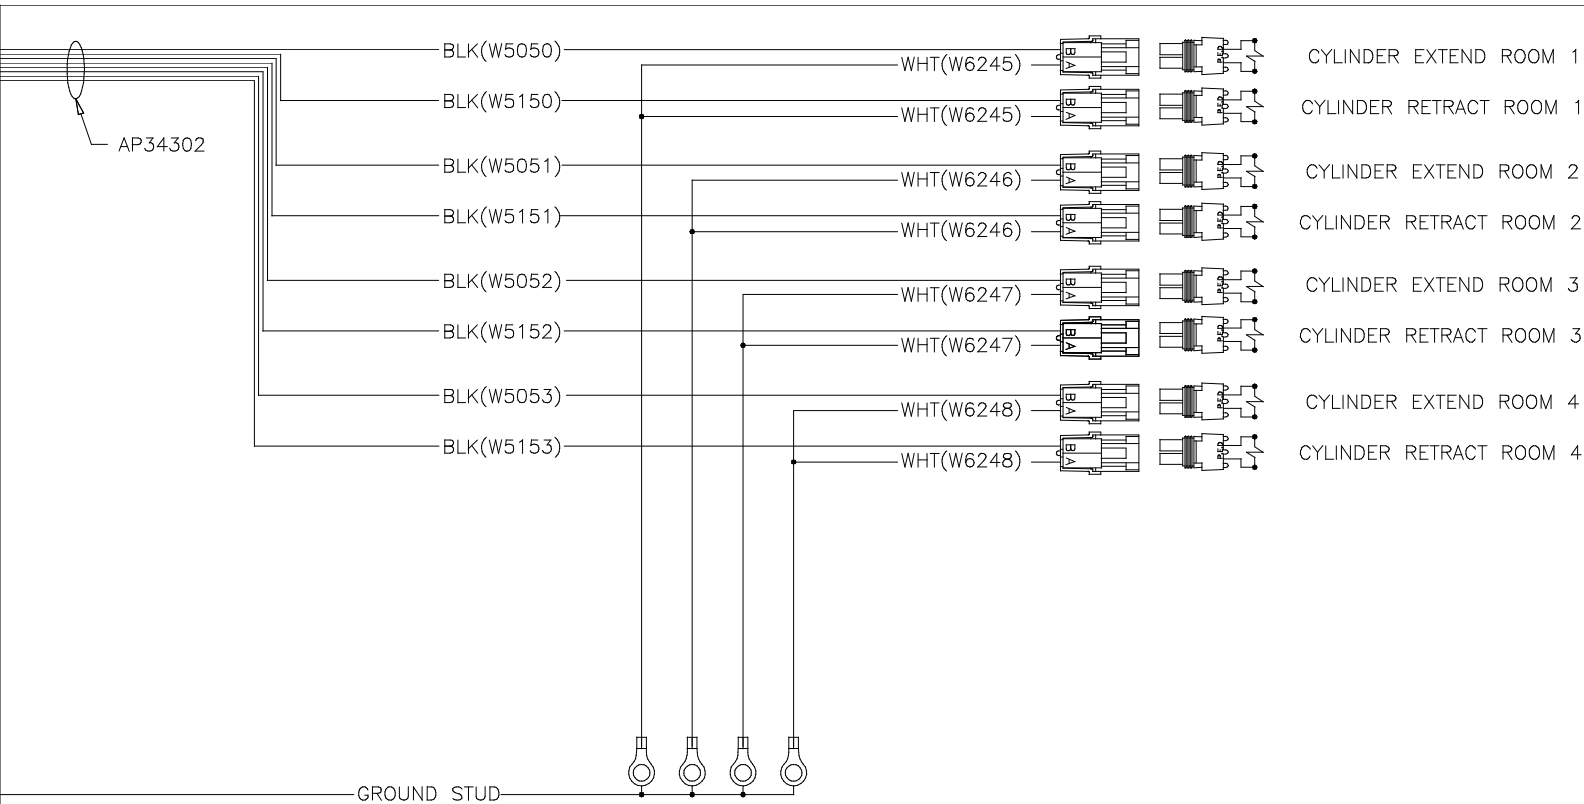 BLK(W5050)
B
A
WHT(W6245)
CYLINDER EXTEND ROOM 1
BLK(W5150)
B
A
WHT(W6245)
CYLINDER RETRACT ROOM 1
AP34302
BLK(W5051)
B
A
WHT(W6246)
CYLINDER EXTEND ROOM 2
BLK(W5151)
B
A
WHT(W6246)
CYLINDER RETRACT ROOM 2
BLK(W5052)
B
A
WHT(W6247)
CYLINDER EXTEND ROOM 3
BLK(W5152)
B
A
WHT(W6247)
CYLINDER RETRACT ROOM 3
BLK(W5053)
B
A
WHT(W6248)
CYLINDER EXTEND ROOM 4
BLK(W5153)
B
A
WHT(W6248)
CYLINDER RETRACT ROOM 4
GROUND STUD